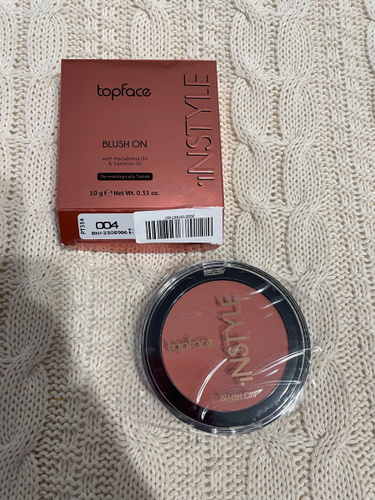 topface
INSTYLE
BLUSH ON
with Macadamia Oil
& Camellia Oil
Dermatologically Tested
10 g e Net Wt. 0.35 oz.
PT354
004
topface
INSTYLE
BLUSH ON